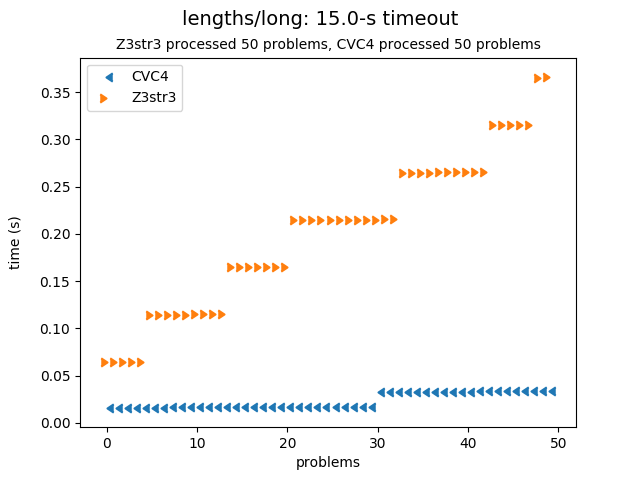 lengths/long: 15.0-s timeout
Z3str3 processed 50 problems, CVC4 processed 50 problems
CVC4
Z3str3
0.35
0.30
0.25
0.20
0.15
0.10
0.05
0.00
time (s)
0 10 20 30 40 50
problems